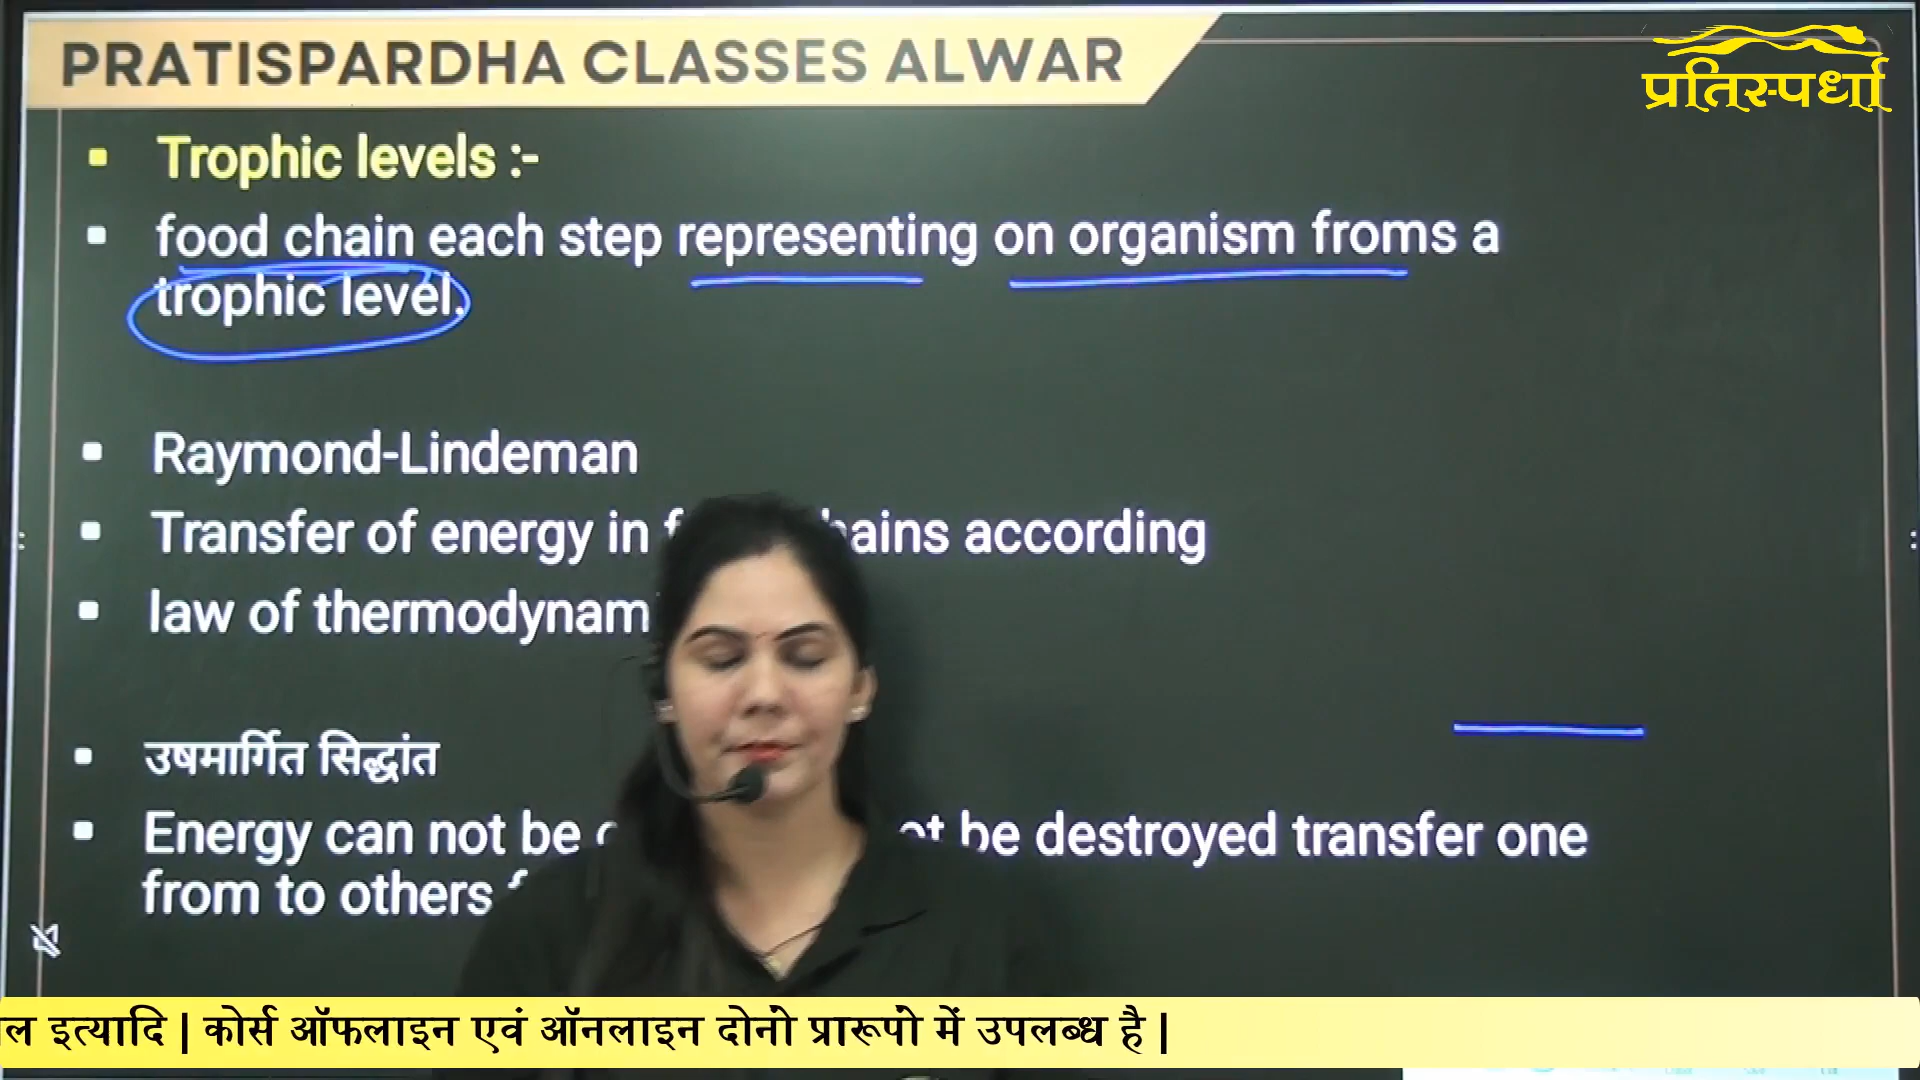 PRATISPARDHA CLASSES ALWAR
प्रतिस्पर्धा
Trophic levels :-
food chain each step representing on organism froms a
trophic level.
Raymond-Lindeman
Transfer of energy in chains according
law of
उषमार्गित सिद्धांत
Energy can not be be destroyed transfer one
from to others
इत्यादि | कोर्स ऑफलाइन एवं ऑनलाइन दोनो प्रारूपो में उपलब्ध है |